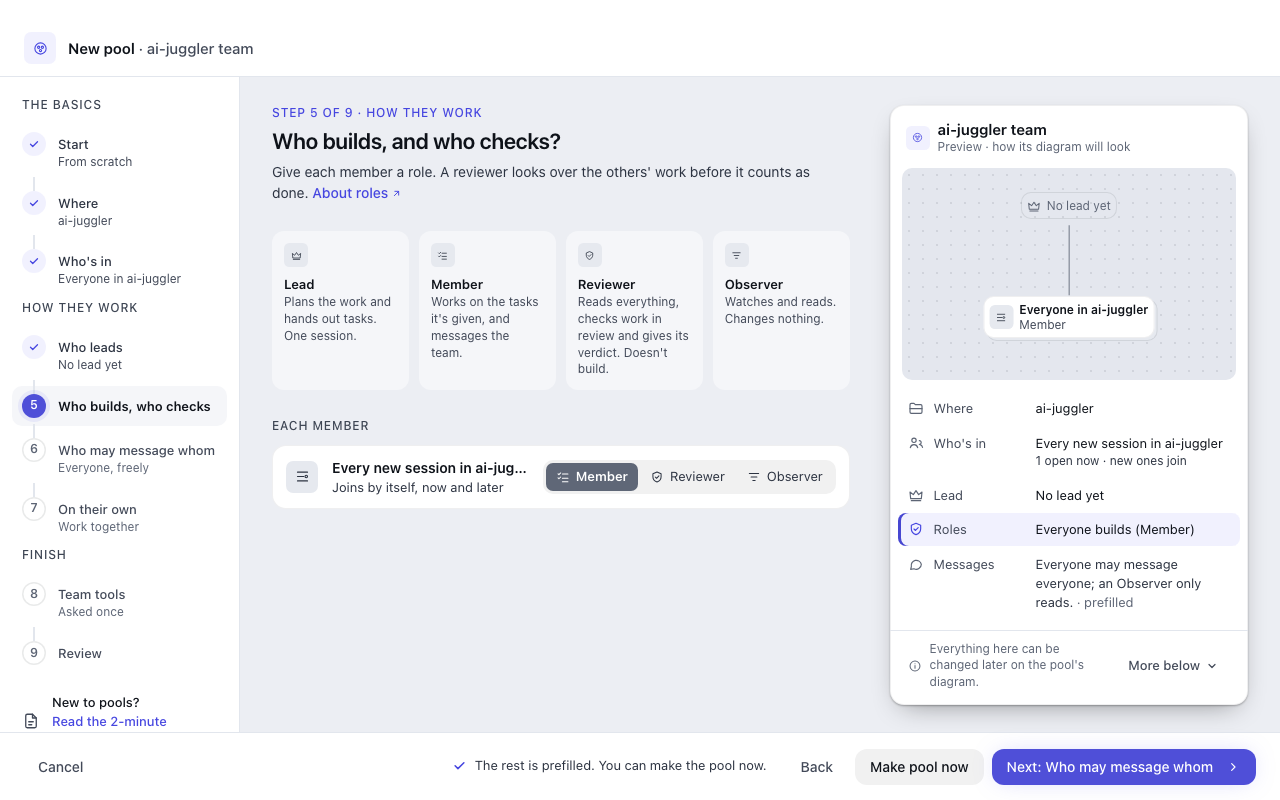 New pool · ai-juggler team
THE BASICS
Start
From scratch
Where
ai-juggler
Who's in
Everyone in ai-juggler
HOW THEY WORK
Who leads
No lead yet
5
Who builds, who checks
6
Who may message whom
Everyone, freely
7
On their own
Work together
FINISH
8
Team tools
Asked once
9
Review
New to pools?
Read the 2-minute
STEP 5 OF 9 · HOW THEY WORK
Who builds, and who checks?
Give each member a role. A reviewer looks over the others' work before it counts as
done. About roles ↗
Lead
Plans the work and
hands out tasks.
One session.
Member
Works on the tasks
it's given, and
messages the
team.
Reviewer
Reads everything,
checks work in
review and gives its
verdict. Doesn't
build.
Observer
Watches and reads.
Changes nothing.
EACH MEMBER
Every new session in ai-jug...
Joins by itself, now and later
Member
Reviewer
Observer
ai-juggler team
Preview · how its diagram will look
No lead yet
Everyone in ai-juggler
Member
Where
ai-juggler
Who's in
Every new session in ai-juggler
1 open now · new ones join
Lead
No lead yet
Roles
Everyone builds (Member)
Messages
Everyone may message
everyone; an Observer only
reads. · prefilled
Everything here can be
changed later on the pool's
diagram.
More below
Cancel
The rest is prefilled. You can make the pool now.
Back
Make pool now
Next: Who may message whom